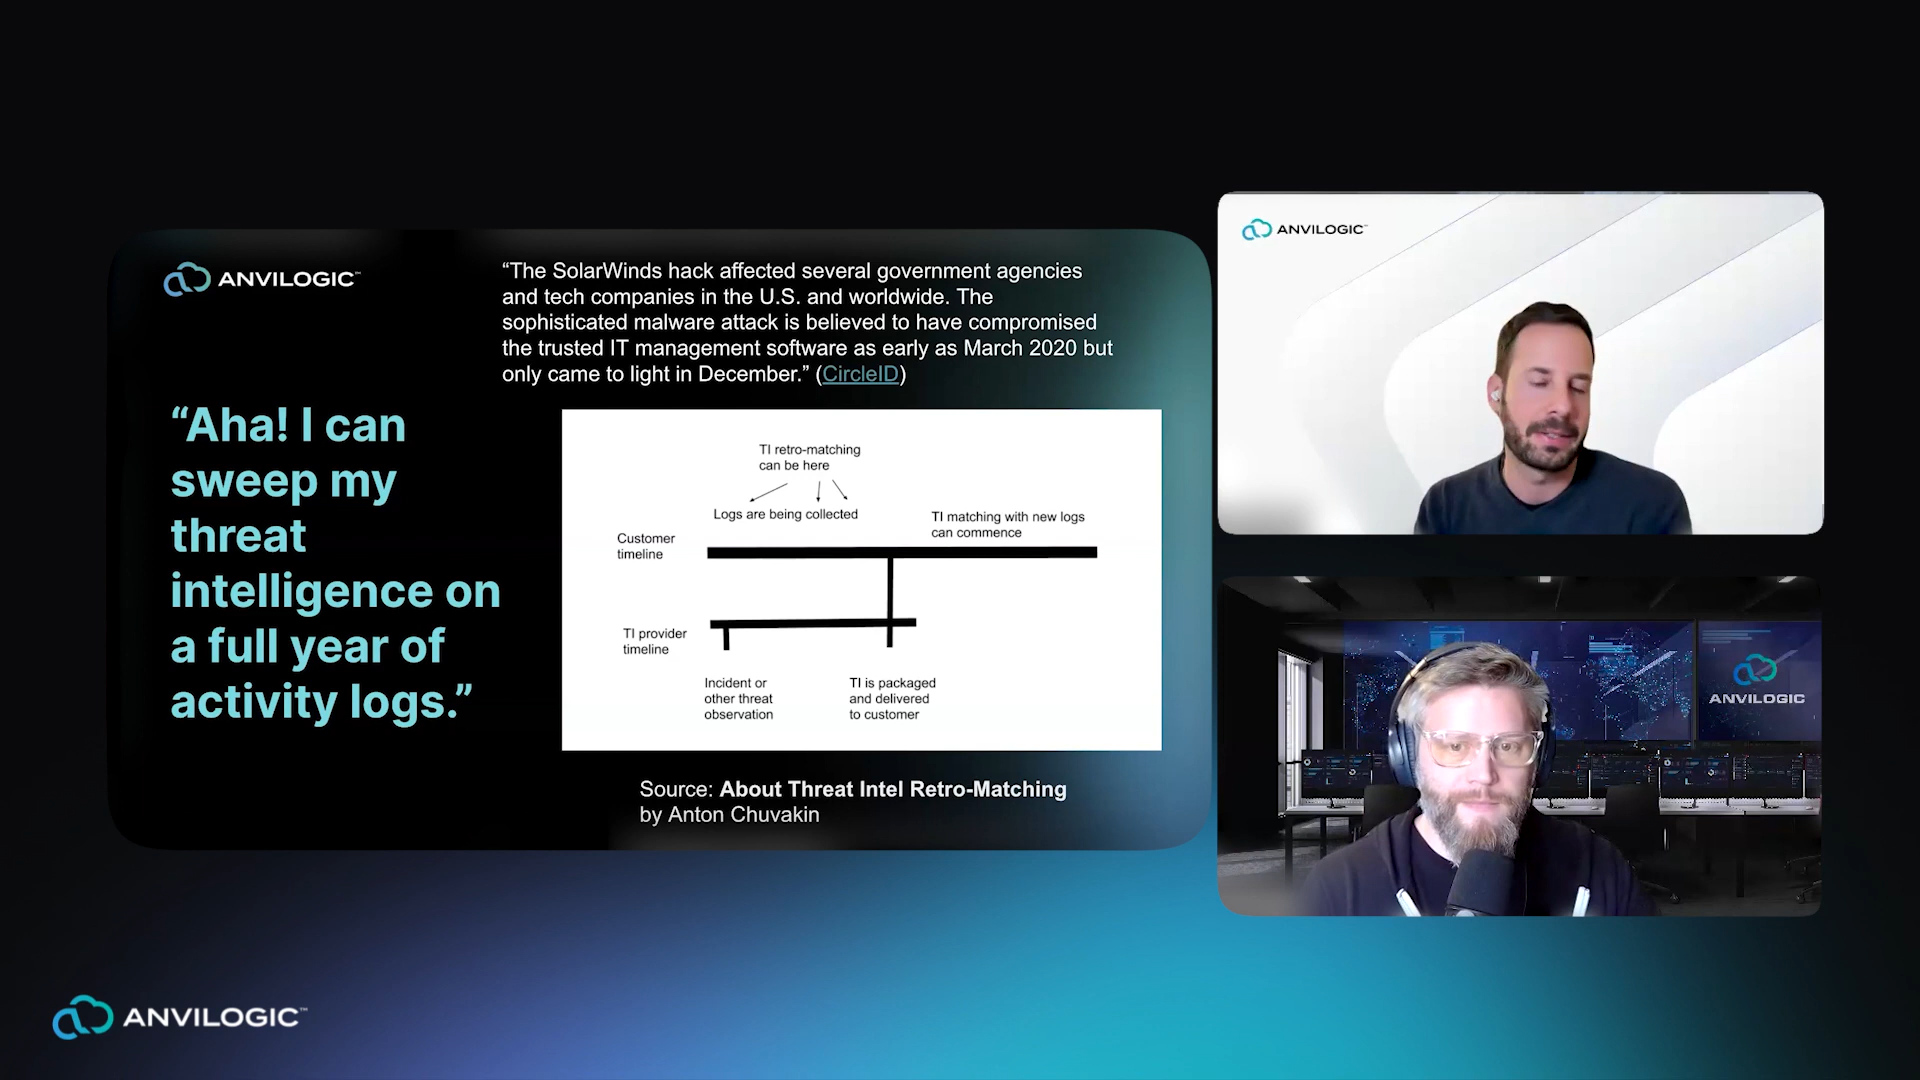 ANVILOGIC™
“The SolarWinds hack affected several government agencies
and tech companies in the U.S. and worldwide. The
sophisticated malware attack is believed to have compromised
the trusted IT management software as early as March 2020 but
only came to light in December.” (CircleID)
“Aha! I can
sweep my
threat
intelligence on
a full year of
activity logs.”
TI retro-matching
can be here
Logs are being collected
TI matching with new logs
can commence
Customer
timeline
TI provider
timeline
Incident or
other threat
observation
TI is packaged
and delivered
to customer
Source: About Threat Intel Retro-Matching
by Anton Chuvakin
ANVILOGIC™
ANVILOGIC
ANVILOGIC™